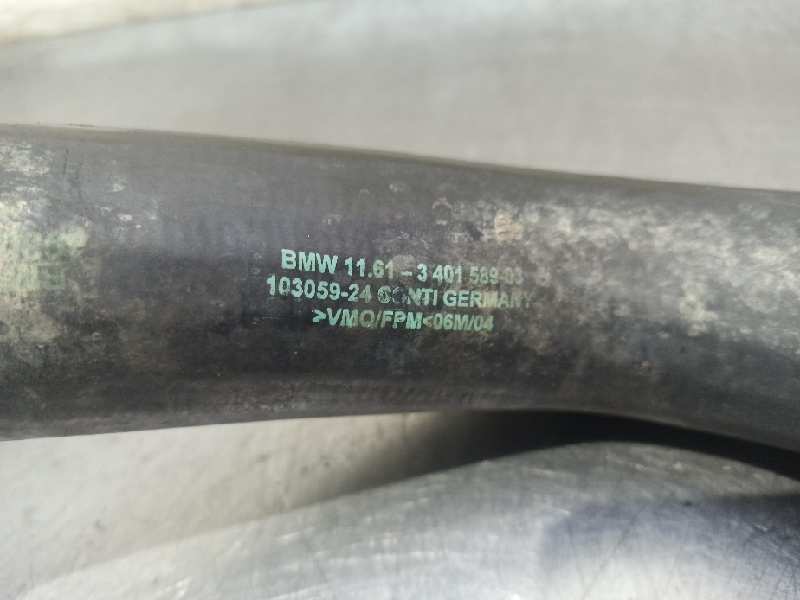 BMW 11.61 – 3 401 589-03
103059-24 CONTI GERMANY
>VMQ/FPM<06M/04